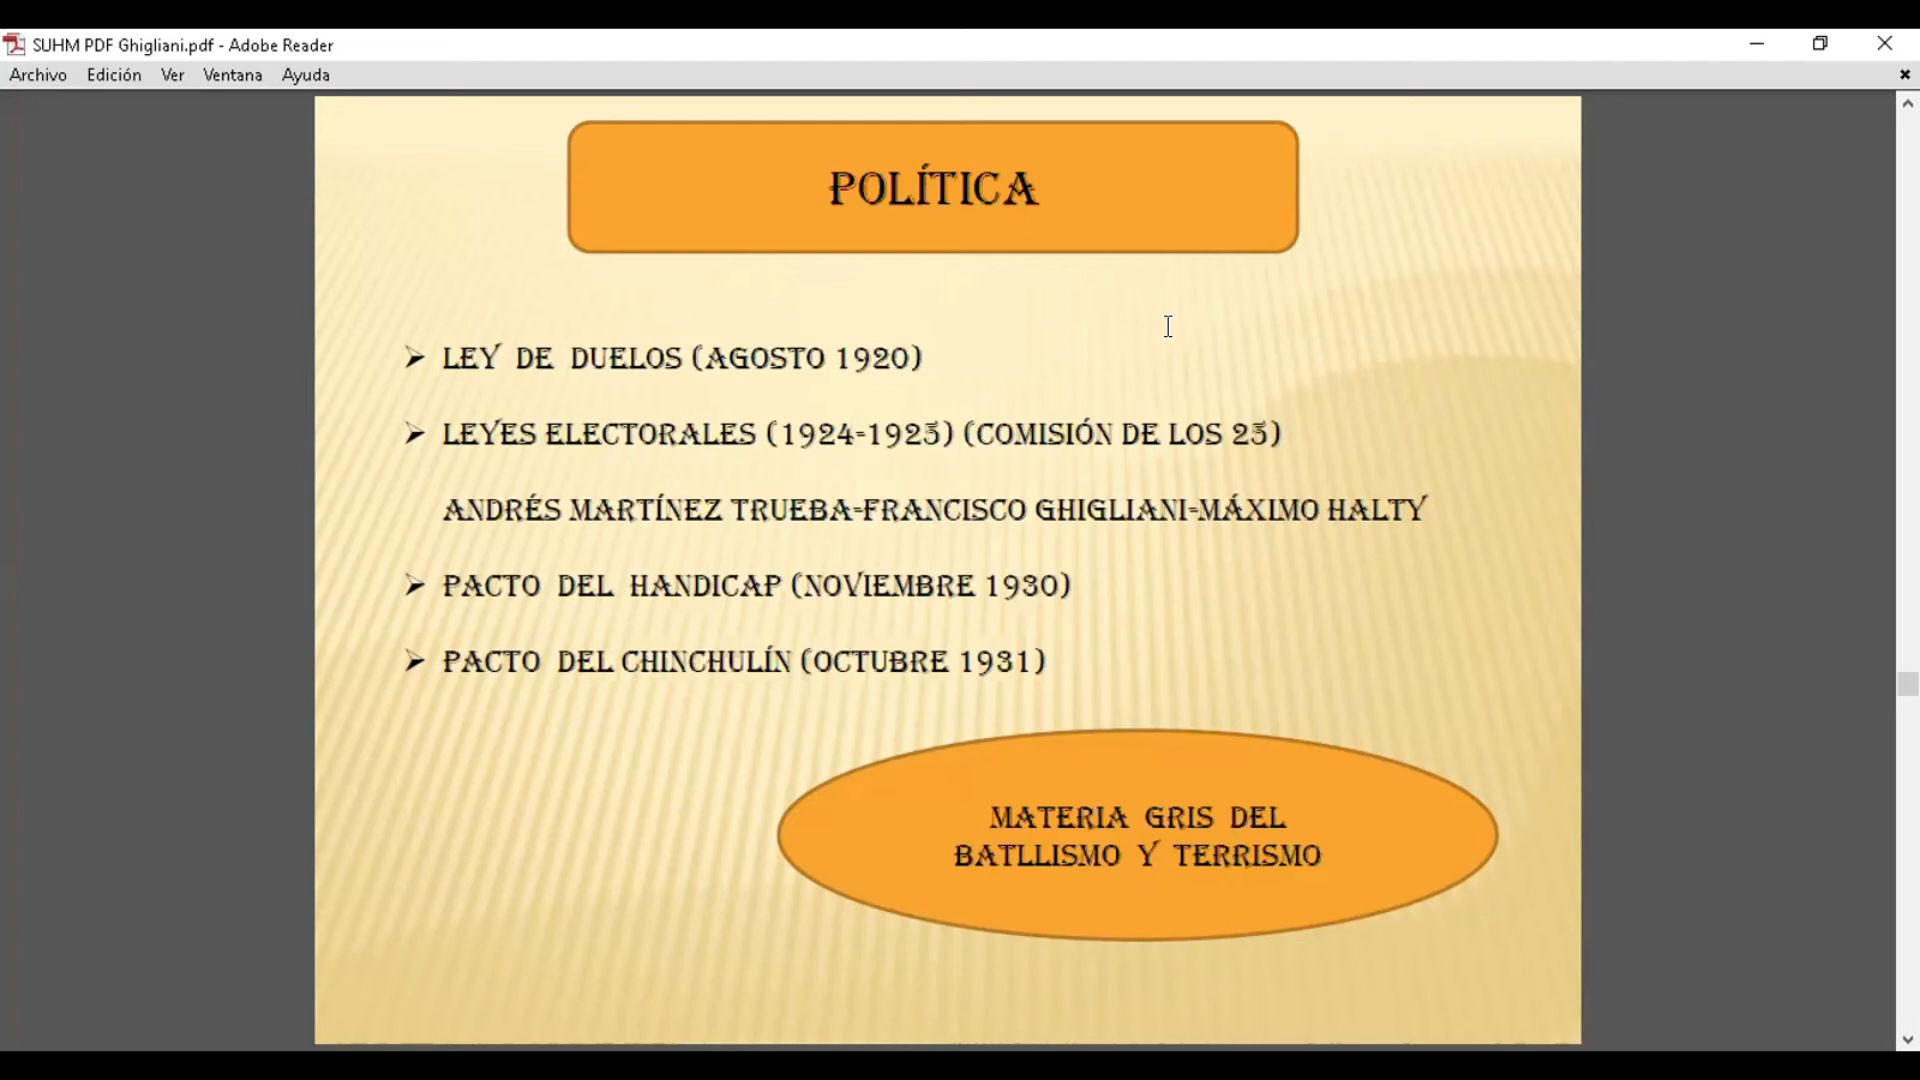 SUHM PDF Ghigliani.pdf - Adobe Reader
Archivo Edición Ver Ventana Ayuda
POLÍTICA
LEY DE DUELOS (AGOSTO 1920)
LEYES ELECTORALES (1924-1925) (COMISIÓN DE LOS 25)
ANDRÉS MARTÍNEZ TRUEBA-FRANCISCO GHIGLIANI-MÁXIMO HALTY
PACTO DEL HANDICAP (NOVIEMBRE 1930)
PACTO DEL CHINCHULÍN (OCTUBRE 1931)
MATERIA GRIS DEL
BATLLISMO Y TERRISMO